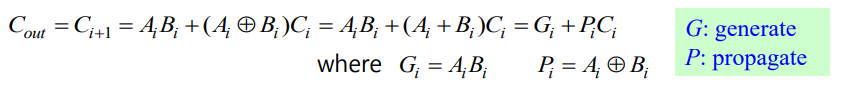 C_out = C_{i+1} = A_iB_i + (A_i ⊕ B_i)C_i = A_iB_i + (A_i + B_i)C_i = G_i + P_iC_i
where G_i = A_iB_i P_i = A_i ⊕ B_i
G: generate
P: propagate